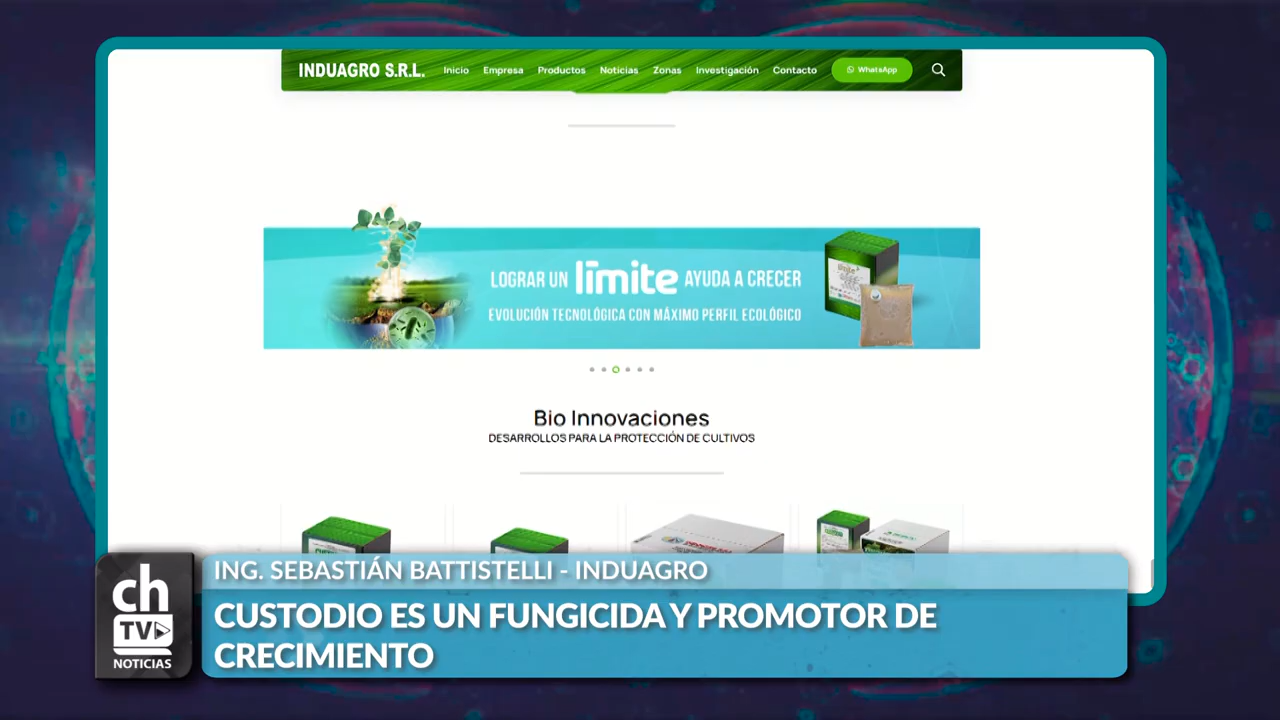 INDUAGRO S.R.L. Inicio Empresa Productos Noticias Zonas Investigación Contacto WhatsApp
LOGRAR UN límite AYUDA A CRECER
EVOLUCIÓN TECNOLÓGICA CON MÁXIMO PERFIL ECOLÓGICO
límite
Bio Innovaciones
DESARROLLOS PARA LA PROTECCIÓN DE CULTIVOS
ING. SEBASTIÁN BATTISTELLI - INDUAGRO
CUSTODIO ES UN FUNGICIDA Y PROMOTOR DE
CRECIMIENTO
ch
TV
NOTICIAS